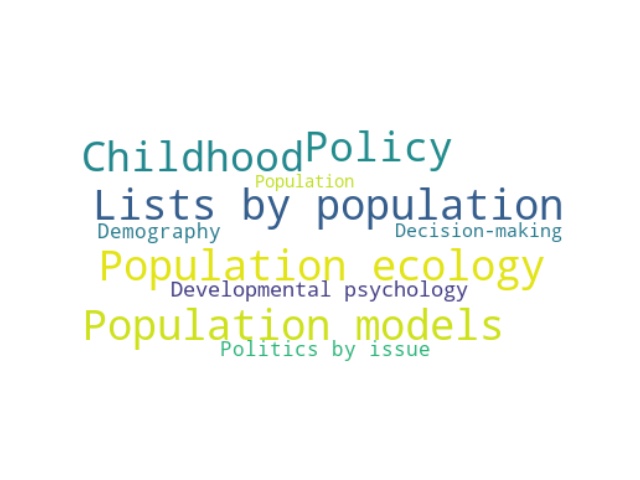 Childhood Policy
Population
Lists by population
Demography Decision-making
Population ecology
Developmental psychology
Population models
Politics by issue